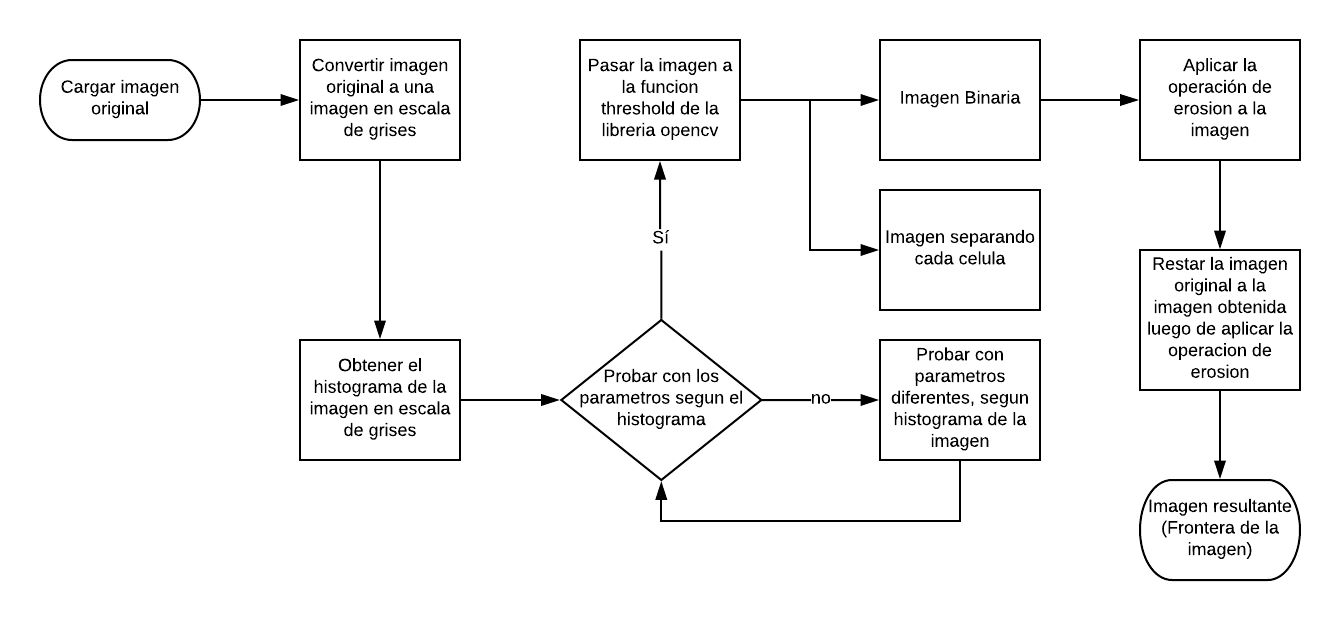 Cargar imagen
original
Convertir imagen
original a una
imagen en escala
de grises
Obtener el
histograma de la
imagen en escala
de grises
Probar con los
parametros segun el
histograma
Sí
no
Pasar la imagen a
la funcion
threshold de la
libreria opencv
Imagen Binaria
Imagen separando
cada celula
Probar con
parametros
diferentes, segun
histograma de la
imagen
Aplicar la
operación de
erosion a la
imagen
Restar la imagen
original a la
imagen obtenida
luego de aplicar la
operacion de
erosion
Imagen resultante
(Frontera de la
imagen)